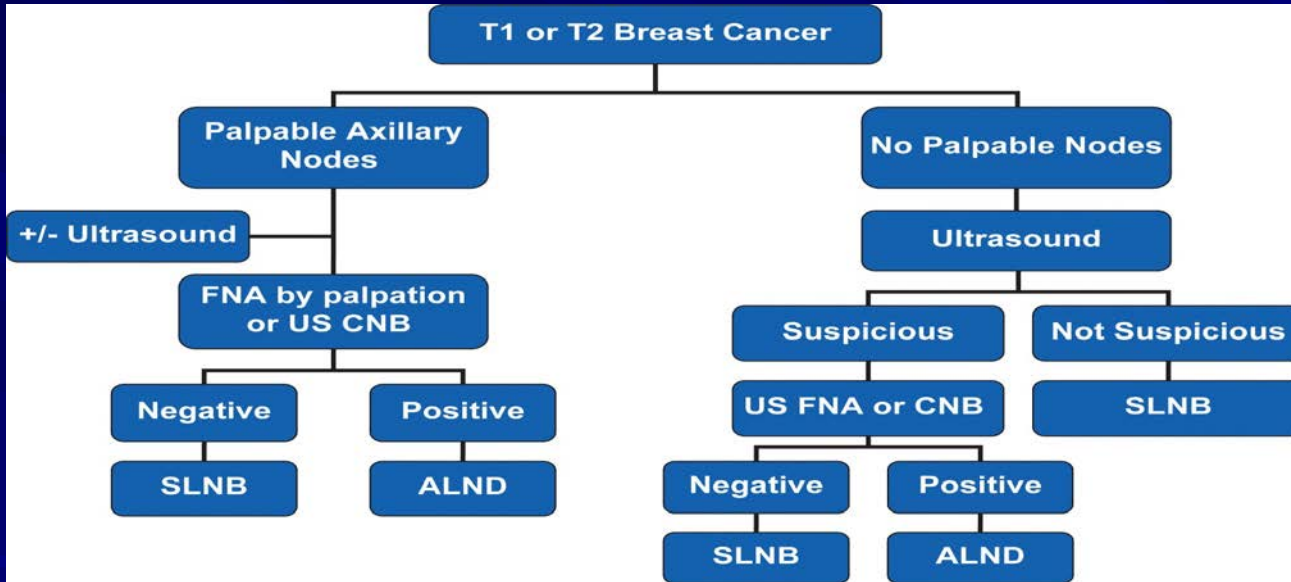 T1 or T2 Breast Cancer
Palpable Axillary
Nodes
No Palpable Nodes
+/- Ultrasound
Ultrasound
FNA by palpation
or US CNB
Suspicious
Not Suspicious
Negative
Positive
US FNA or CNB
SLNB
SLNB
ALND
Negative
Positive
SLNB
ALND